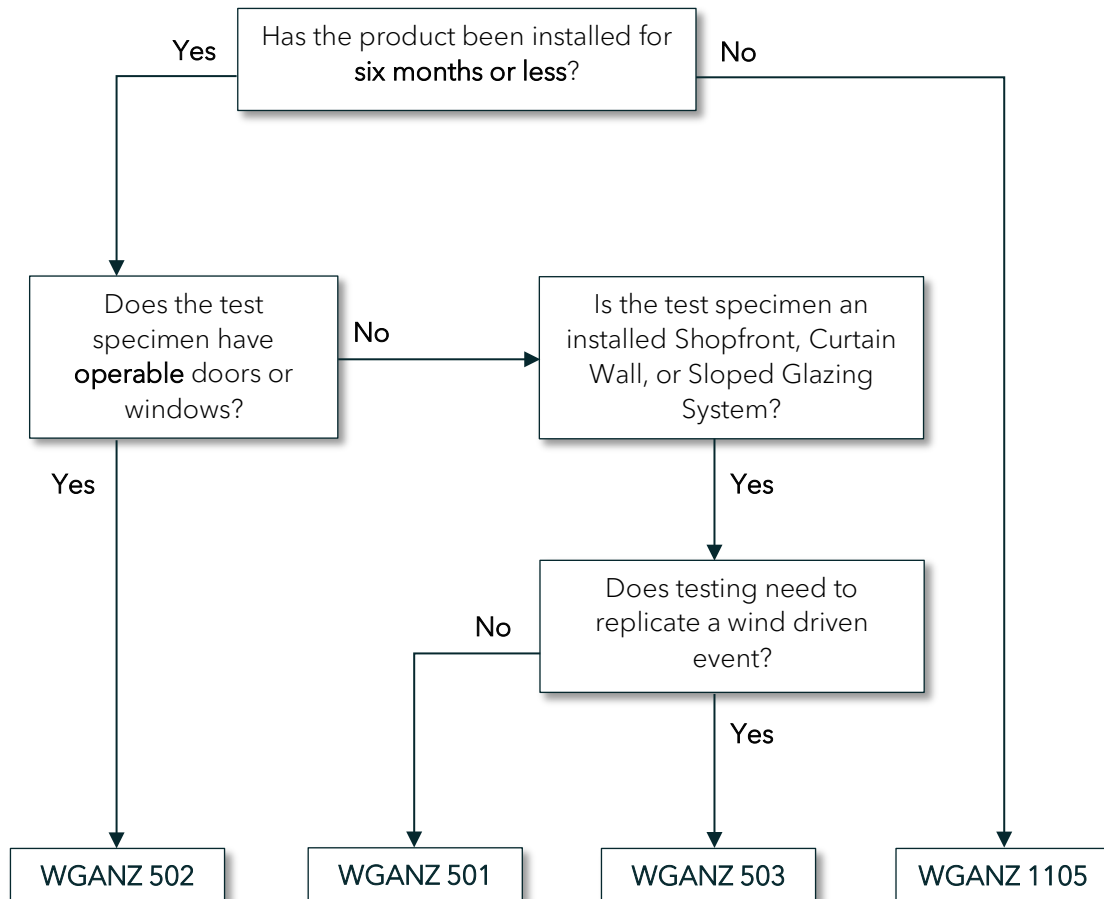 Has the product been installed for
six months or less?
Yes
No
Does the test
specimen have
operable doors or
windows?
No
Is the test specimen an
installed Shopfront, Curtain
Wall, or Sloped Glazing
System?
Yes
Yes
Does testing need to
replicate a wind driven
event?
No
Yes
WGANZ 502
WGANZ 501
WGANZ 503
WGANZ 1105